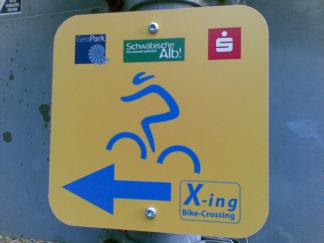 GeoPark
Schwäbische
Alb!
S
X-ing
Bike-Crossing